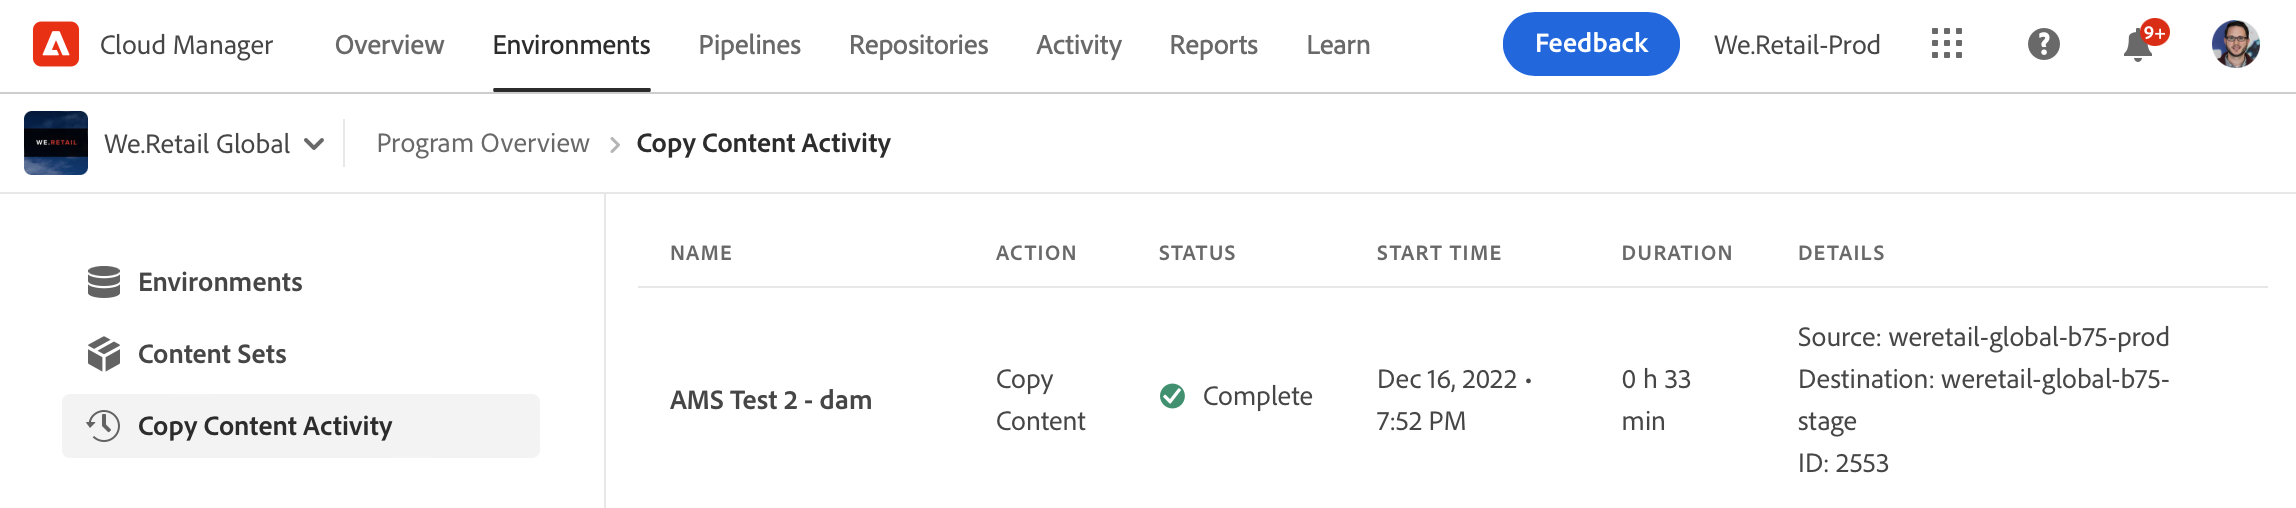 Cloud Manager Overview Environments Pipelines Repositories Activity Reports Learn Feedback We.Retail-Prod 9+
WE.RETAIL We.Retail Global Program Overview Copy Content Activity
Environments
Content Sets
Copy Content Activity
NAME ACTION STATUS START TIME DURATION DETAILS
AMS Test 2 - dam
Copy
Content
Complete
Dec 16, 2022 •
7:52 PM
0 h 33
min
Source: weretail-global-b75-prod
Destination: weretail-global-b75-
stage
ID: 2553